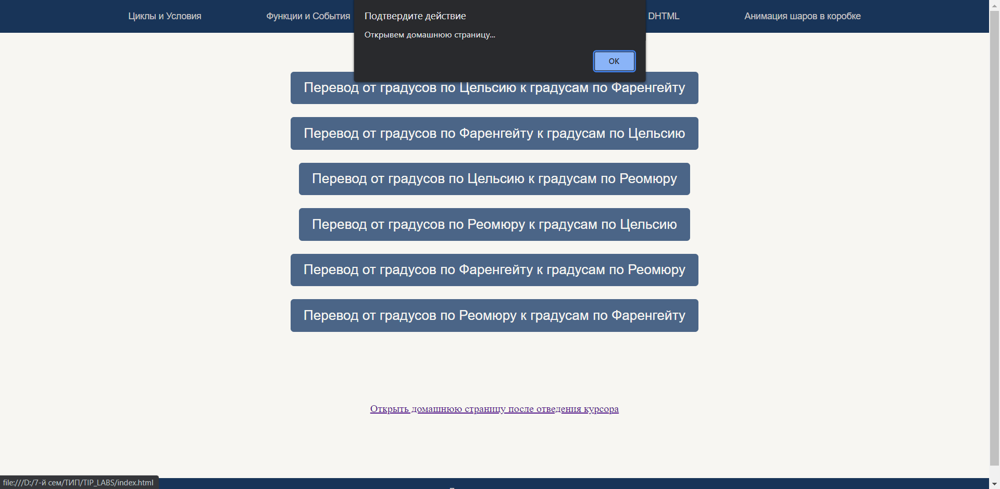 Циклы и Условия
Функции и События
DHTML
Анимация шаров в коробке
Подтвердите действие
Открывем домашнюю страницу...
ОК
Перевод от градусов по Цельсию к градусам по Фаренгейту
Перевод от градусов по Фаренгейту к градусам по Цельсию
Перевод от градусов по Цельсию к градусам по Реомюру
Перевод от градусов по Реомюру к градусам по Цельсию
Перевод от градусов по Фаренгейту к градусам по Реомюру
Перевод от градусов по Реомюру к градусам по Фаренгейту
Открыть домашнюю страницу после отведения курсора
file:///D:/7-й сем/ТИП/TIP_LABS/index.html